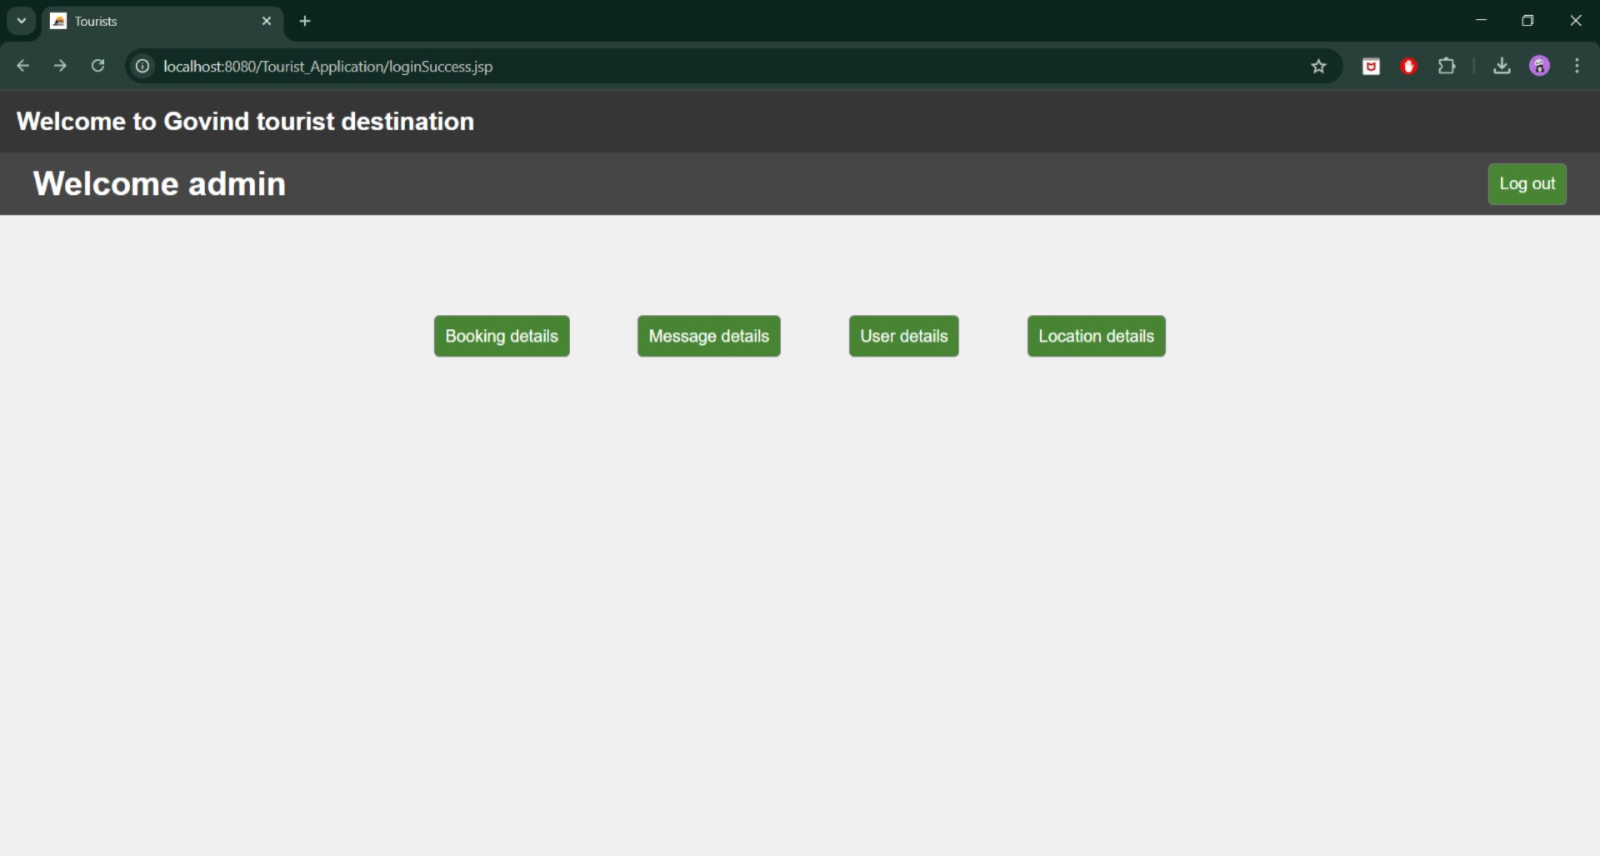 Tourists
localhost:8080/Tourist_Application/loginSuccess.jsp
Welcome to Govind tourist destination
Welcome admin
Log out
Booking details
Message details
User details
Location details